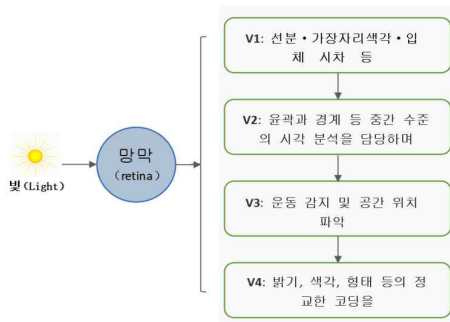 빛(Light)
망막
(retina)
V1: 선분·가장자리색각·입
체 시차 등
V2: 윤곽과 경계 등 중간 수준
의 시각 분석을 담당하며
V3: 운동 감지 및 공간 위치
파악
V4: 밝기, 색각, 형태 등의 정
교한 코딩을